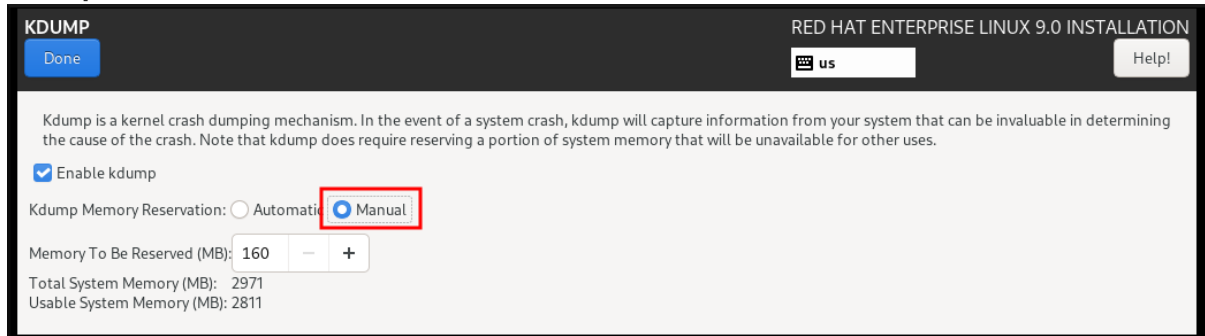 KDUMP
RED HAT ENTERPRISE LINUX 9.0 INSTALLATION
Done
us
Help!
Kdump is a kernel crash dumping mechanism. In the event of a system crash, kdump will capture information from your system that can be invaluable in determining
the cause of the crash. Note that kdump does require reserving a portion of system memory that will be unavailable for other uses.
Enable kdump
Kdump Memory Reservation: Automatic Manual
Memory To Be Reserved (MB): 160 − +
Total System Memory (MB): 2971
Usable System Memory (MB): 2811